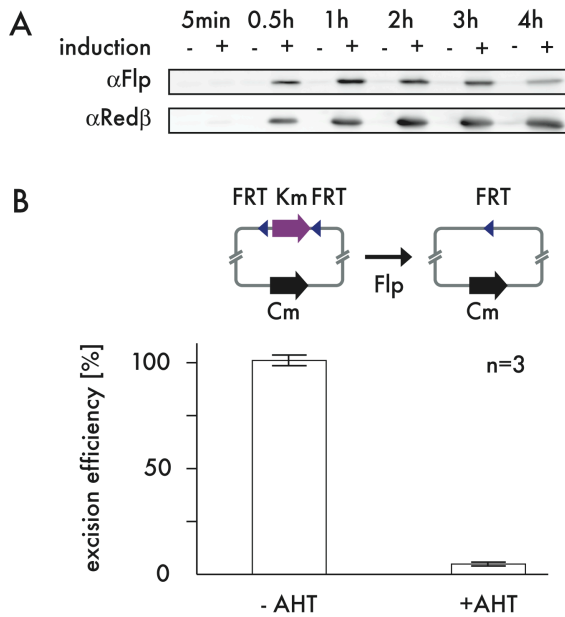 A
5min 0.5h 1h 2h 3h 4h
induction - + - + - + - + - + - +
αFlp
αRedβ
B
FRT Km FRT FRT
Flp
Cm Cm
excision efficiency [%]
100
50
0
n=3
- AHT +AHT